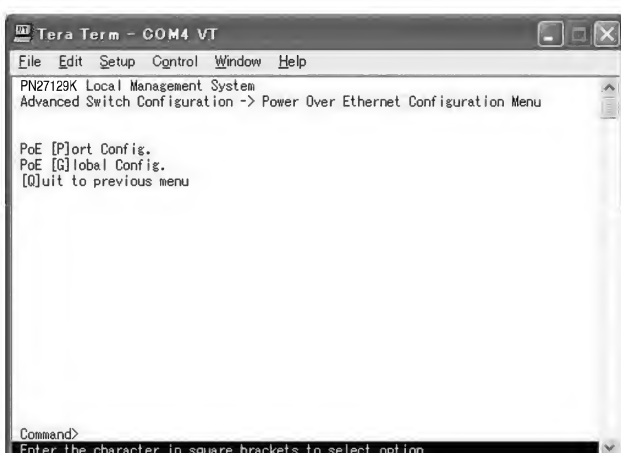 Tera Term - COM4 VT
File Edit Setup Control Window Help
PN27129K Local Management System
Advanced Switch Configuration -> Power Over Ethernet Configuration Menu
PoE [P]ort Config.
PoE [G]lobal Config.
[Q]uit to previous menu
Command>
Enter the character in square brackets to select option